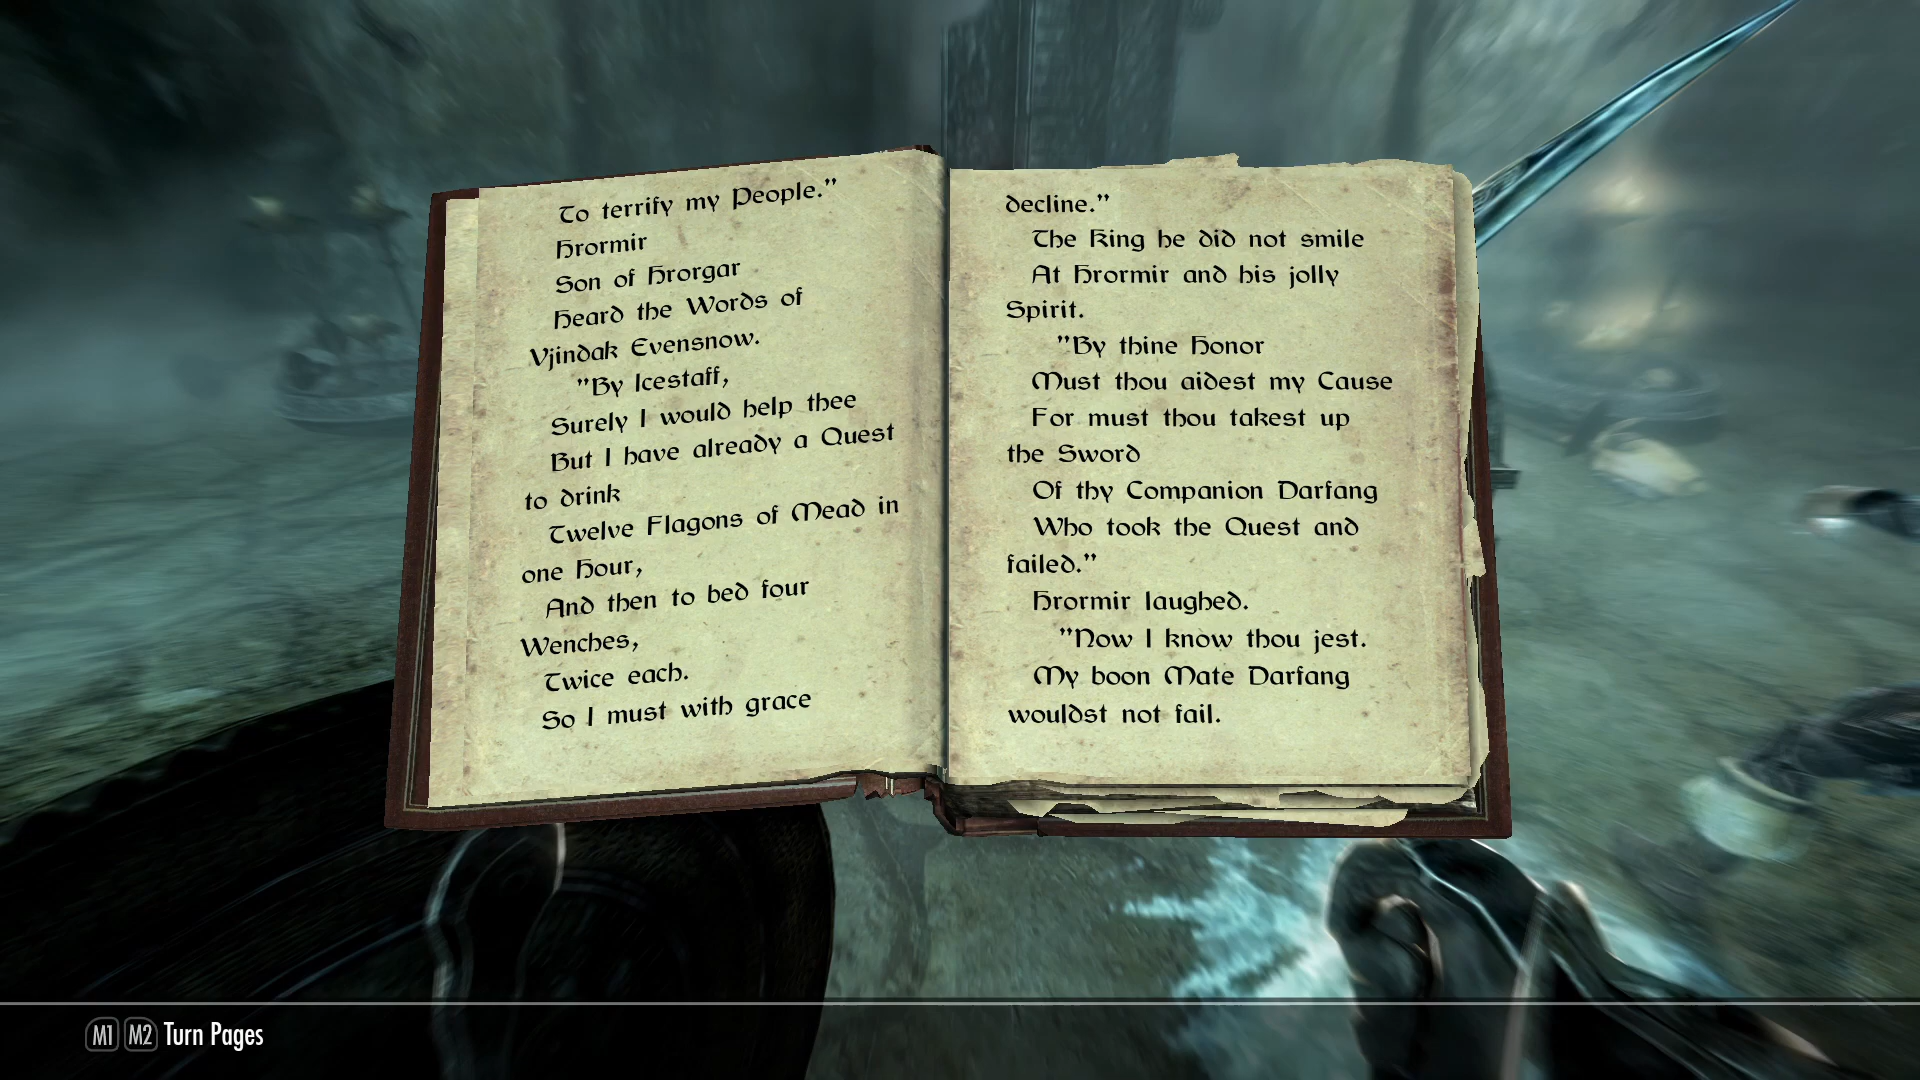 To terrify my People."
Hrormir
Son of Hrorgar
Heard the Words of
Vjindak Evensnow.
"By Icestaff,
Surely I would help thee
But I have already a Quest
to drink
Twelve Flagons of Mead in
one Hour,
And then to bed four
Wenches,
Twice each.
So I must with grace
decline."
The King he did not smile
At Hrormir and his jolly
Spirit.
"By thine Honor
Must thou aidest my Cause
For must thou takest up
the Sword
Of thy Companion Darfang
Who took the Quest and
failed."
Hrormir laughed.
"Now I know thou jest.
My boon Mate Darfang
wouldst not fail.
M1 M2 Turn Pages